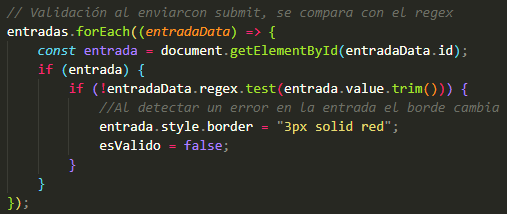 // Validación al enviarcon submit, se compara con el regex
entradas.forEach((entradaData) => {
    const entrada = document.getElementById(entradaData.id);
    if (entrada) {
        if (!entradaData.regex.test(entrada.value.trim())) {
            //Al detectar un error en la entrada el borde cambia
            entrada.style.border = "3px solid red";
            esValido = false;
        }
    }
});